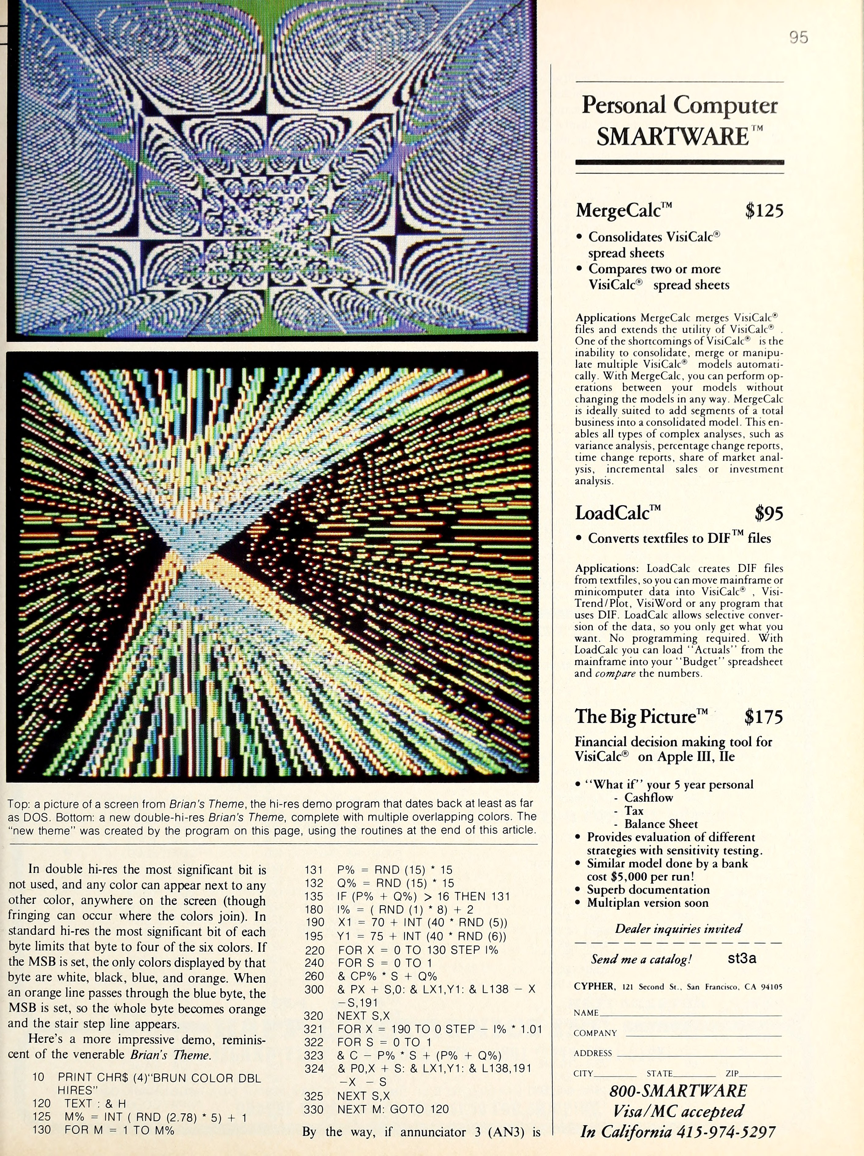 95
Top: a picture of a screen from Brian's Theme, the hi-res demo program that dates back at least as far
as DOS. Bottom: a new double-hi-res Brian's Theme, complete with multiple overlapping colors. The
"new theme" was created by the program on this page, using the routines at the end of this article.
In double hi-res the most significant bit is
not used, and any color can appear next to any
other color, anywhere on the screen (though
fringing can occur where the colors join). In
standard hi-res the most significant bit of each
byte limits that byte to four of the six colors. If
the MSB is set, the only colors displayed by that
byte are white, black, blue, and orange. When
an orange line passes through the blue byte, the
MSB is set, so the whole byte becomes orange
and the stair step line appears.
Here's a more impressive demo, reminis-
cent of the venerable Brian's Theme.
10 PRINT CHR$ (4)"BRUN COLOR DBL
HIRES"
120 TEXT : & H
125 M% = INT ( RND (2.78) * 5) + 1
130 FOR M = 1 TO M%
131 P% = RND (15) * 15
132 Q% = RND (15) * 15
135 IF (P% + Q%) > 16 THEN 131
180 I% = ( RND (1) * 8) + 2
190 X1 = 70 + INT (40 * RND (5))
195 Y1 = 75 + INT (40 * RND (6))
220 FOR X = 0 TO 130 STEP I%
240 FOR S = 0 TO 1
260 & CP% * S + Q%
300 & PX + S,0: & LX1,Y1: & L138 - X
-S,191
320 NEXT S,X
321 FOR X = 190 TO 0 STEP - I% * 1.01
322 FOR S = 0 TO 1
323 & C - P% * S + (P% + Q%)
324 & P0,X + S: & LX1,Y1: & L138,191
-X - S
325 NEXT S,X
330 NEXT M: GOTO 120
By the way, if annunciator 3 (AN3) is
Personal Computer
SMARTWARE™
MergeCalc™ $125
• Consolidates VisiCalc®
spread sheets
• Compares two or more
VisiCalc® spread sheets
Applications MergeCalc merges VisiCalc®
files and extends the utility of VisiCalc® .
One of the shortcomings of VisiCalc® is the
inability to consolidate, merge or manipu-
late multiple VisiCalc® models automati-
cally. With MergeCalc, you can perform op-
erations between your models without
changing the models in any way. MergeCalc
is ideally suited to add segments of a total
business into a consolidated model. This en-
ables all types of complex analyses, such as
variance analysis, percentage change reports,
time change reports, share of market anal-
ysis, incremental sales or investment
analysis.
LoadCalc™ $95
• Converts textfiles to DIF™ files
Applications: LoadCalc creates DIF files
from textfiles, so you can move mainframe or
minicomputer data into VisiCalc® , Visi-
Trend/Plot, VisiWord or any program that
uses DIF. LoadCalc allows selective conver-
sion of the data, so you only get what you
want. No programming required. With
LoadCalc you can load "Actuals" from the
mainframe into your "Budget" spreadsheet
and compare the numbers.
The Big Picture™ $175
Financial decision making tool for
VisiCalc® on Apple III, IIe
• "What if" your 5 year personal
- Cashflow
- Tax
- Balance Sheet
• Provides evaluation of different
strategies with sensitivity testing.
• Similar model done by a bank
cost $5,000 per run!
• Superb documentation
• Multiplan version soon
Dealer inquiries invited
Send me a catalog! st3a
CYPHER, 121 Second St., San Francisco, CA 94105
NAME
COMPANY
ADDRESS
CITY STATE ZIP
800-SMARTWARE
Visa/MC accepted
In California 415-974-5297